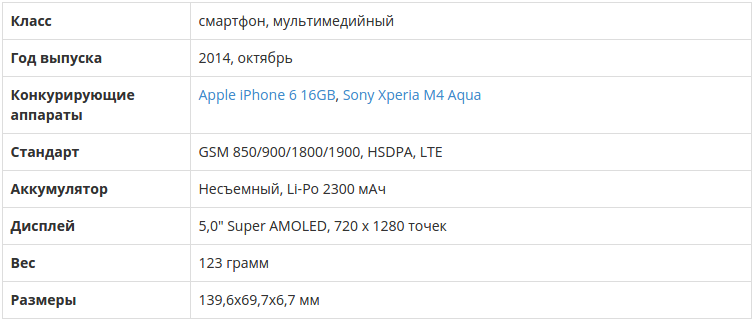 Класс смартфон, мультимедийный
Год выпуска 2014, октябрь
Конкурирующие Apple iPhone 6 16GB, Sony Xperia M4 Aqua
аппараты
Стандарт GSM 850/900/1800/1900, HSDPA, LTE
Аккумулятор Несъемный, Li-Po 2300 мАч
Дисплей 5,0" Super AMOLED, 720 x 1280 точек
Вес 123 грамм
Размеры 139,6x69,7x6,7 мм